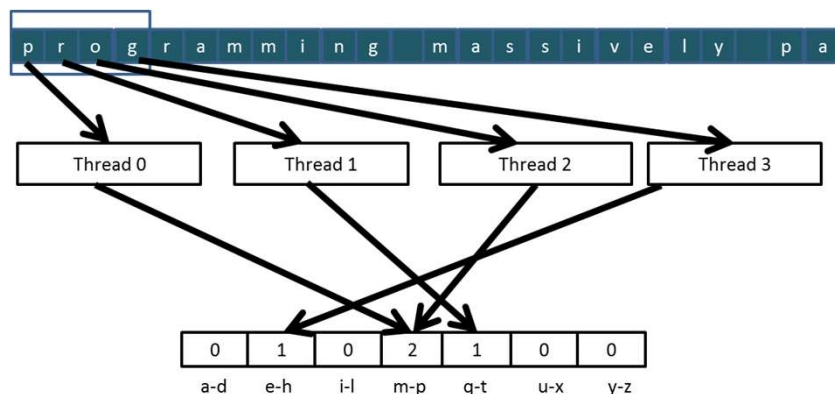 p r o g r a m m i n g m a s s i v e l y p a
Thread 0 Thread 1 Thread 2 Thread 3
0 1 0 2 1 0 0
a-d e-h i-l m-p q-t u-x y-z